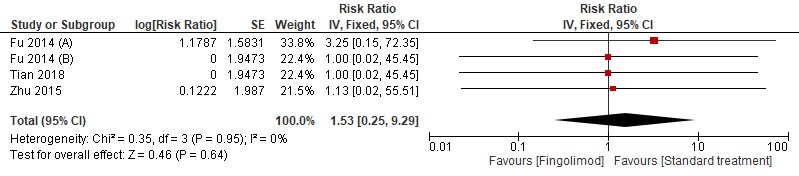 Risk Ratio Risk Ratio
Study or Subgroup log[Risk Ratio] SE Weight IV, Fixed, 95% CI IV, Fixed, 95% CI
Fu 2014 (A) 1.1787 1.5831 33.8% 3.25 [0.15, 72.35]
Fu 2014 (B) 0 1.9473 22.4% 1.00 [0.02, 45.45]
Tian 2018 0 1.9473 22.4% 1.00 [0.02, 45.45]
Zhu 2015 0.1222 1.987 21.5% 1.13 [0.02, 55.51]
Total (95% CI) 100.0% 1.53 [0.25, 9.29]
Heterogeneity: Chi² = 0.35, df = 3 (P = 0.95); I² = 0%
Test for overall effect: Z = 0.46 (P = 0.64)
0.01 0.1 1 10 100
Favours [Fingolimod] Favours [Standard treatment]